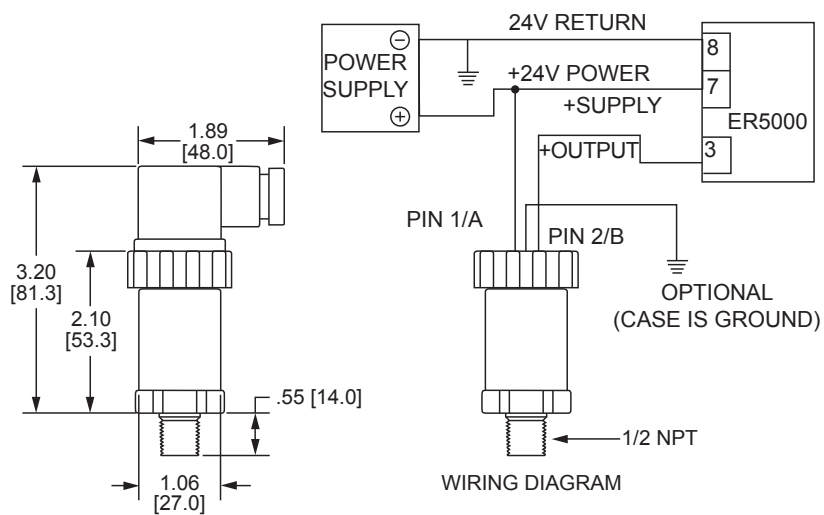 1.89
[48.0]
3.20
[81.3]
2.10
[53.3]
.55 [14.0]
1.06
[27.0]
POWER
SUPPLY
24V RETURN
+24V POWER
+SUPPLY
+OUTPUT
8
7
3
ER5000
PIN 1/A
PIN 2/B
OPTIONAL
(CASE IS GROUND)
1/2 NPT
WIRING DIAGRAM